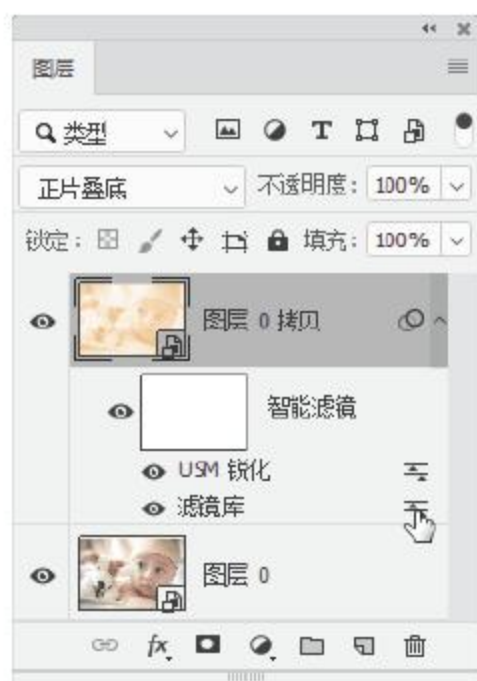 图层
类型
T
正片叠底 不透明度: 100%
锁定: 填充: 100%
图层 0 拷贝
智能滤镜
USM 锐化
滤镜库
图层 0
fx